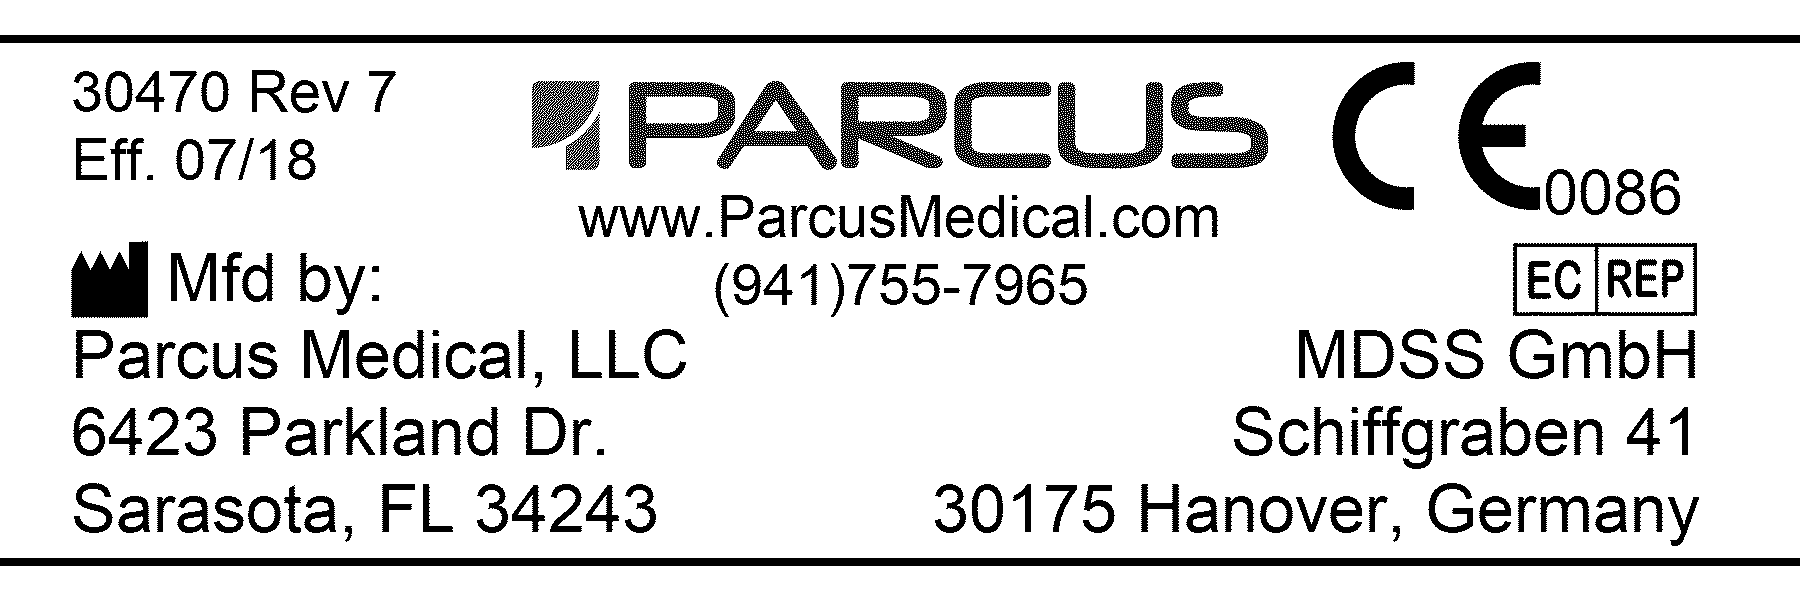 30470 Rev 7
Eff. 07/18
PARCUS
www.ParcusMedical.com
(941)755-7965
CE 0086
Mfd by:
Parcus Medical, LLC
6423 Parkland Dr.
Sarasota, FL 34243
EC REP
MDSS GmbH
Schiffgraben 41
30175 Hanover, Germany